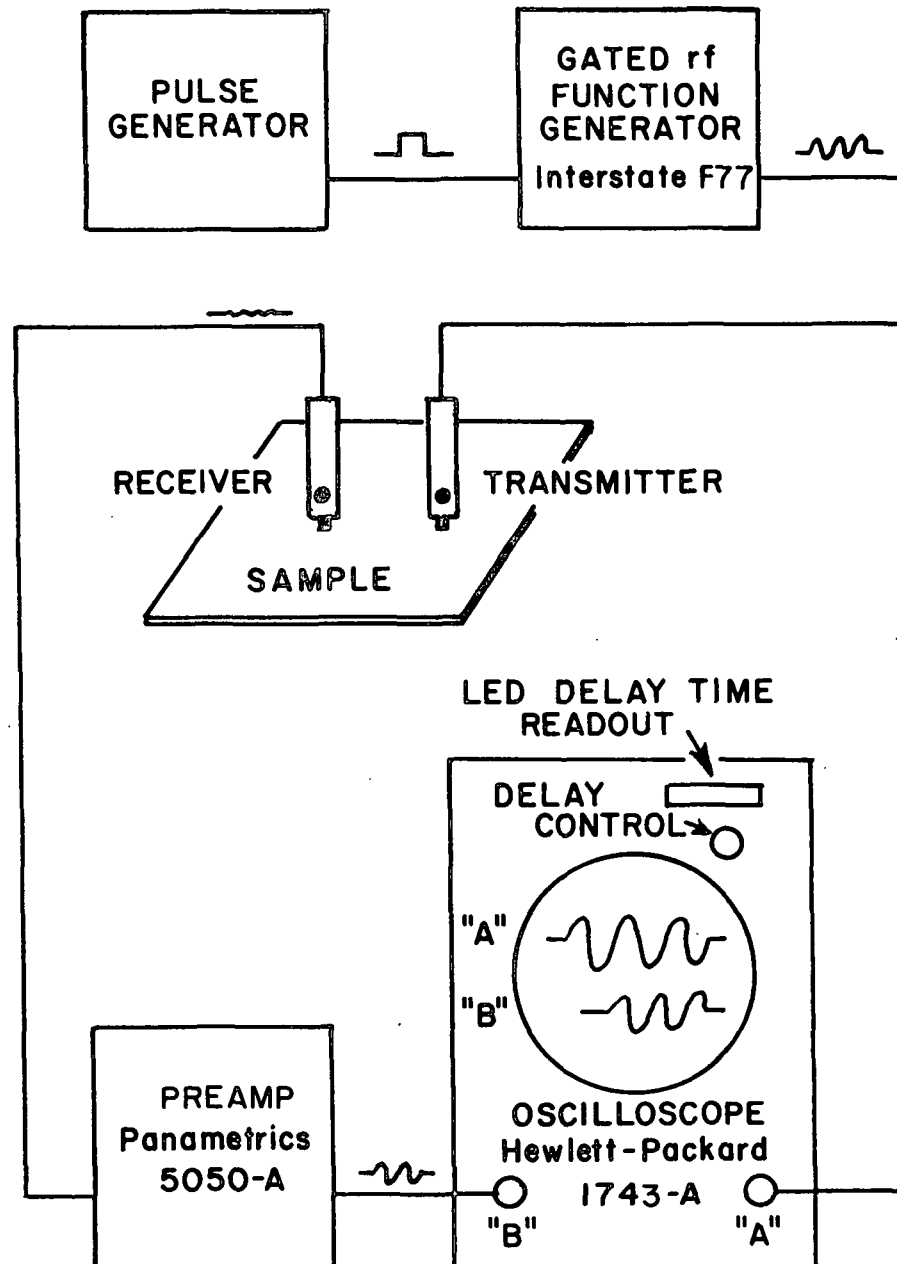 PULSE
GENERATOR
GATED rf
FUNCTION
GENERATOR
Interstate F77
RECEIVER
TRANSMITTER
SAMPLE
LED DELAY TIME
READOUT
DELAY
CONTROL
"A"
"B"
PREAMP
Panametrics
5050-A
OSCILLOSCOPE
Hewlett-Packard
1743-A
"B"
"A"